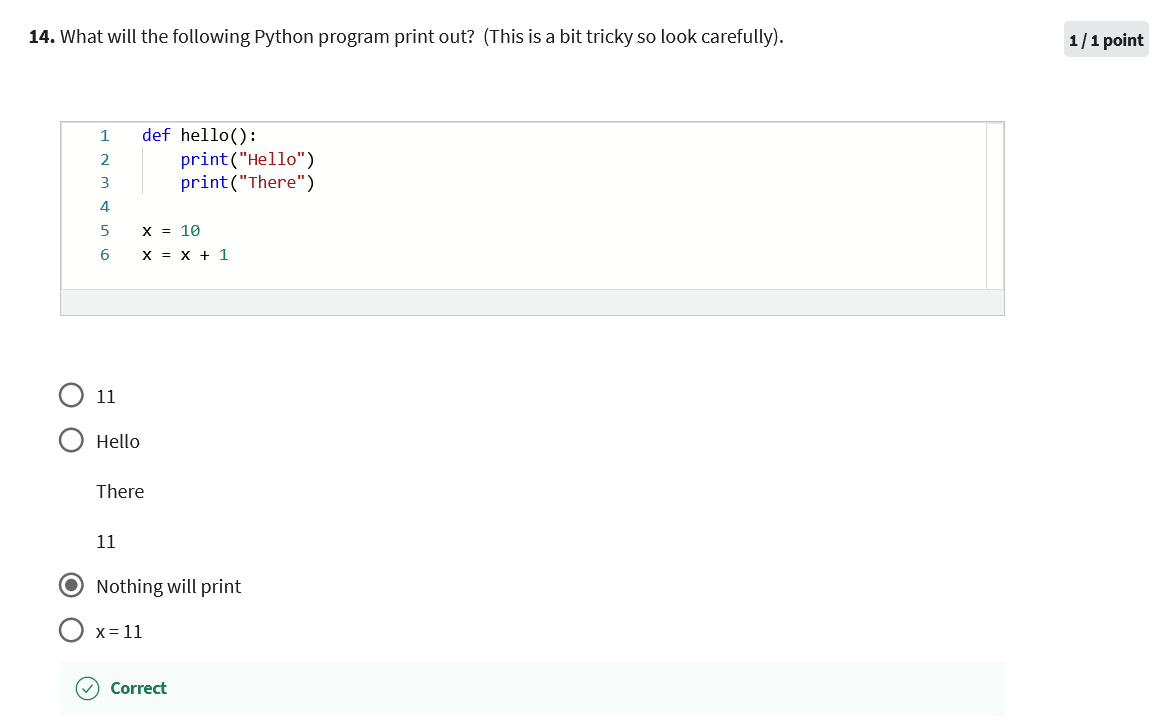 14. What will the following Python program print out? (This is a bit tricky so look carefully).
1 / 1 point
1 def hello():
2     print("Hello")
3     print("There")
4
5 x = 10
6 x = x + 1
11
Hello
There
11
Nothing will print
x = 11
Correct